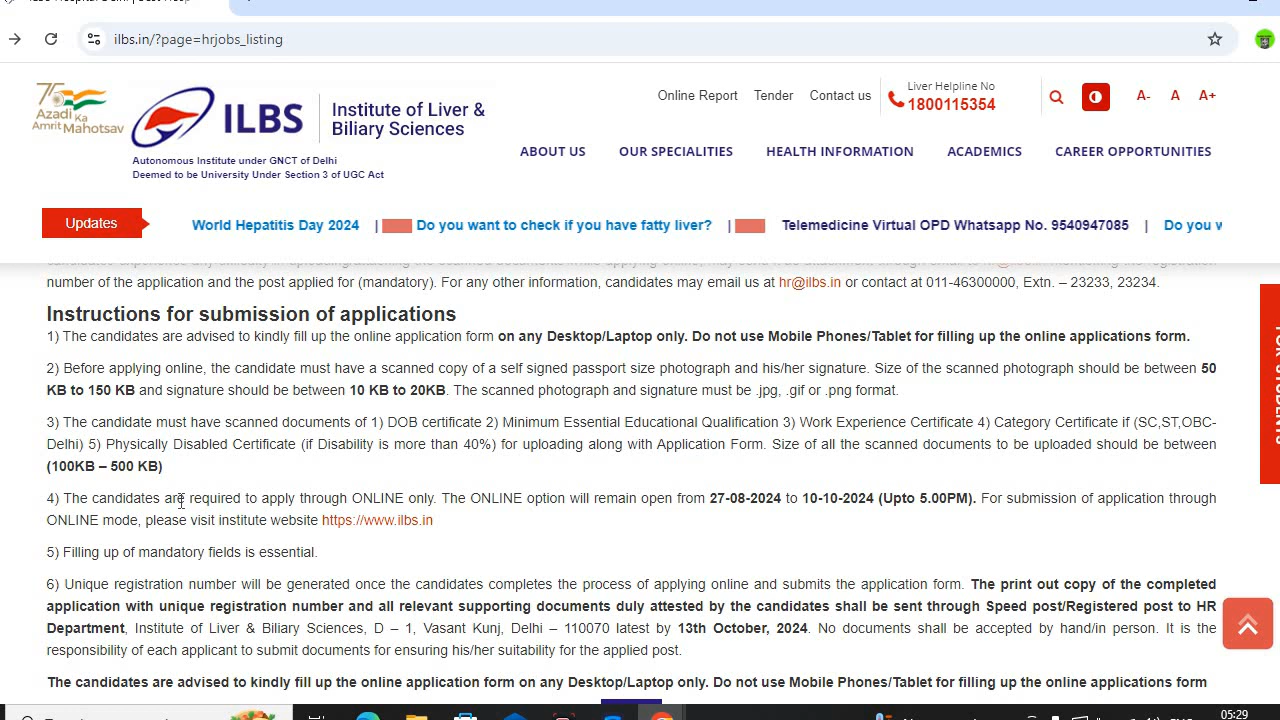 ilbs.in/?page=hrjobs_listing
75
Azadi Ka
Amrit Mahotsav
ILBS
Institute of Liver &
Biliary Sciences
Autonomous Institute under GNCT of Delhi
Deemed to be University Under Section 3 of UGC Act
Online Report Tender Contact us
Liver Helpline No
1800115354
A- A A+
ABOUT US OUR SPECIALITIES HEALTH INFORMATION ACADEMICS CAREER OPPORTUNITIES
Updates World Hepatitis Day 2024 | Do you want to check if you have fatty liver? | Telemedicine Virtual OPD Whatsapp No. 9540947085 | Do you
number of the application and the post applied for (mandatory). For any other information, candidates may email us at hr@ilbs.in or contact at 011-46300000, Extn. – 23233, 23234.
Instructions for submission of applications
1) The candidates are advised to kindly fill up the online application form on any Desktop/Laptop only. Do not use Mobile Phones/Tablet for filling up the online applications form.
2) Before applying online, the candidate must have a scanned copy of a self signed passport size photograph and his/her signature. Size of the scanned photograph should be between 50
KB to 150 KB and signature should be between 10 KB to 20KB. The scanned photograph and signature must be .jpg, .gif or .png format.
3) The candidate must have scanned documents of 1) DOB certificate 2) Minimum Essential Educational Qualification 3) Work Experience Certificate 4) Category Certificate if (SC,ST,OBC-
Delhi) 5) Physically Disabled Certificate (if Disability is more than 40%) for uploading along with Application Form. Size of all the scanned documents to be uploaded should be between
(100KB – 500 KB)
4) The candidates are required to apply through ONLINE only. The ONLINE option will remain open from 27-08-2024 to 10-10-2024 (Upto 5.00PM). For submission of application through
ONLINE mode, please visit institute website https://www.ilbs.in
5) Filling up of mandatory fields is essential.
6) Unique registration number will be generated once the candidates completes the process of applying online and submits the application form. The print out copy of the completed
application with unique registration number and all relevant supporting documents duly attested by the candidates shall be sent through Speed post/Registered post to HR
Department, Institute of Liver & Biliary Sciences, D – 1, Vasant Kunj, Delhi – 110070 latest by 13th October, 2024. No documents shall be accepted by hand/in person. It is the
responsibility of each applicant to submit documents for ensuring his/her suitability for the applied post.
The candidates are advised to kindly fill up the online application form on any Desktop/Laptop only. Do not use Mobile Phones/Tablet for filling up the online applications form
FOR STUDENTS
05:29